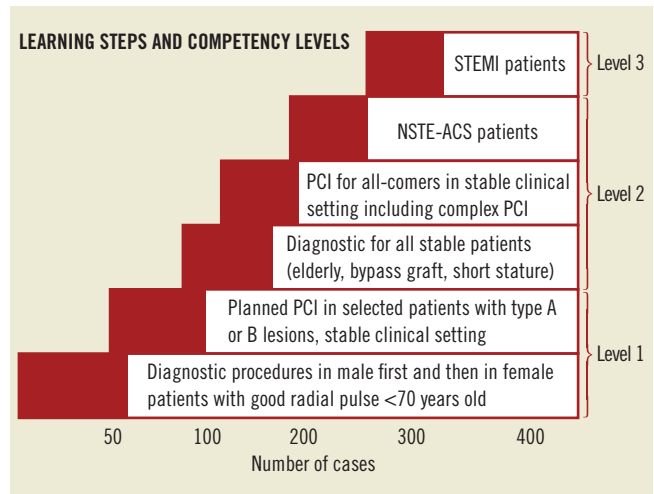 LEARNING STEPS AND COMPETENCY LEVELS
STEMI patients
Level 3
NSTE-ACS patients
PCI for all-comers in stable clinical
setting including complex PCI
Level 2
Diagnostic for all stable patients
(elderly, bypass graft, short stature)
Planned PCI in selected patients with type A
or B lesions, stable clinical setting
Level 1
Diagnostic procedures in male first and then in female
patients with good radial pulse <70 years old
50 100 200 300 400
Number of cases